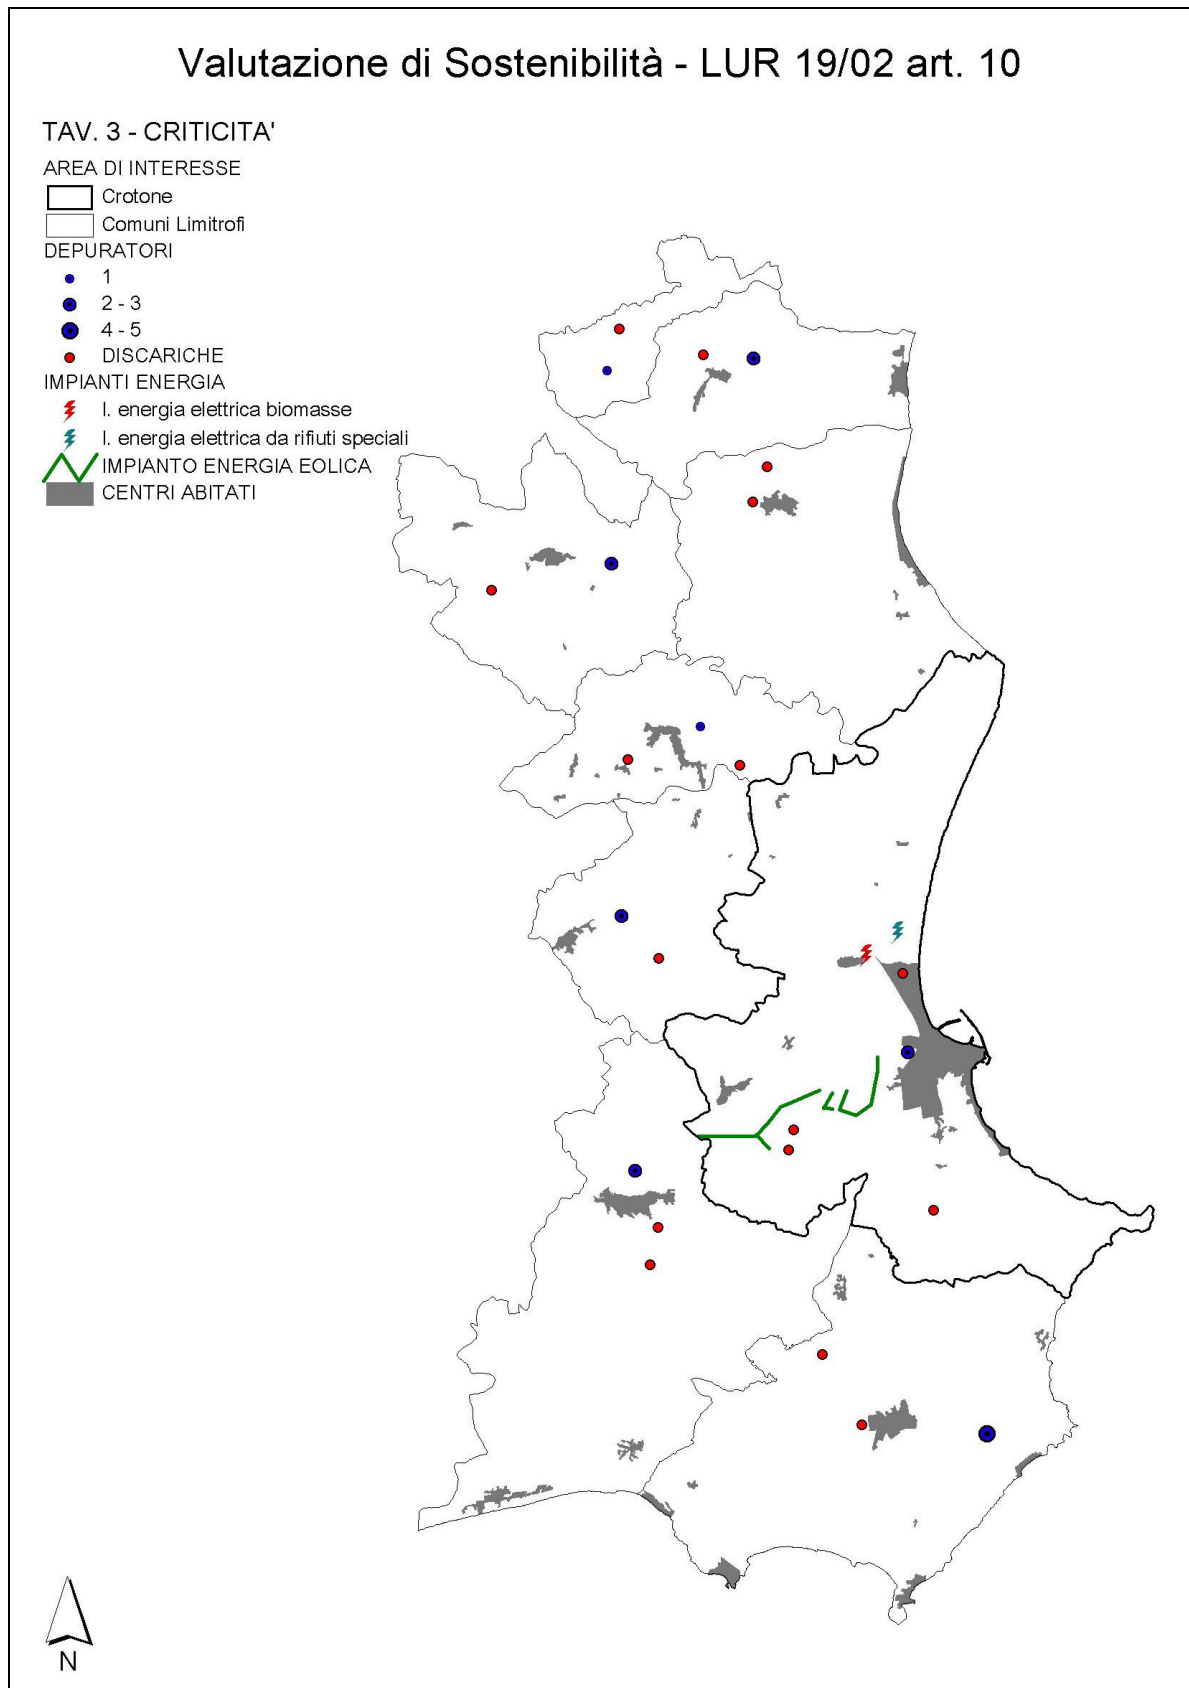 Valutazione di Sostenibilità - LUR 19/02 art. 10
TAV. 3 - CRITICITA'
AREA DI INTERESSE
Crotone
Comuni Limitrofi
DEPURATORI
1
2 - 3
4 - 5
DISCARICHE
IMPIANTI ENERGIA
I. energia elettrica biomasse
I. energia elettrica da rifiuti speciali
IMPIANTO ENERGIA EOLICA
CENTRI ABITATI
N